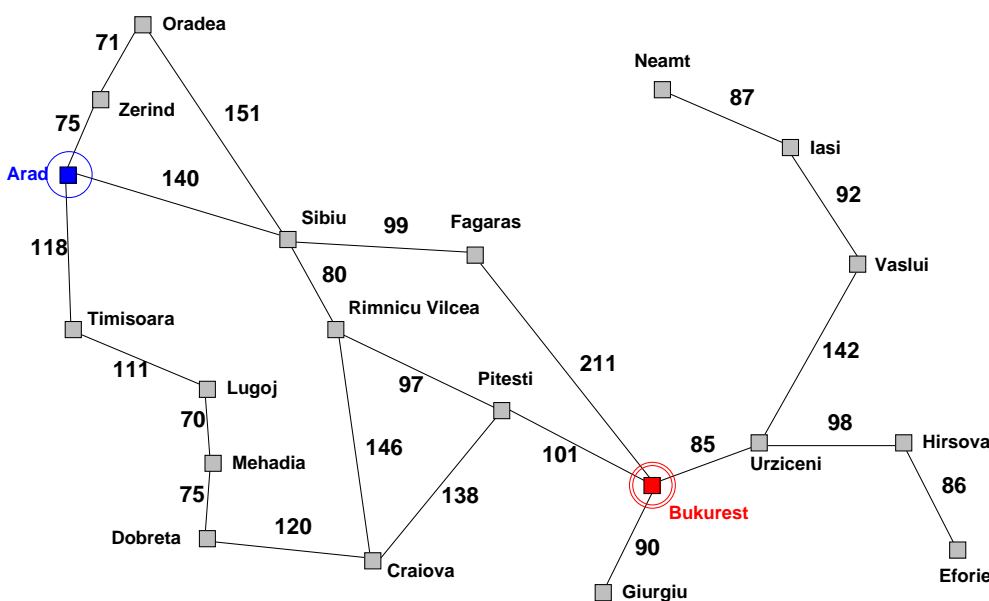 Oradea
71
Neamt
87
Zerind
75
151
Iasi
Arad
140
92
Sibiu
Fagaras
99
118
Vaslui
80
Rimnicu Vilcea
Timisoara
142
111
97
Pitesti
211
Lugoj
70
98
Hirsova
85
146
101
Urziceni
Mehadia
86
75
138
Bukurest
120
Dobreta
90
Craiova
Eforie
Giurgiu